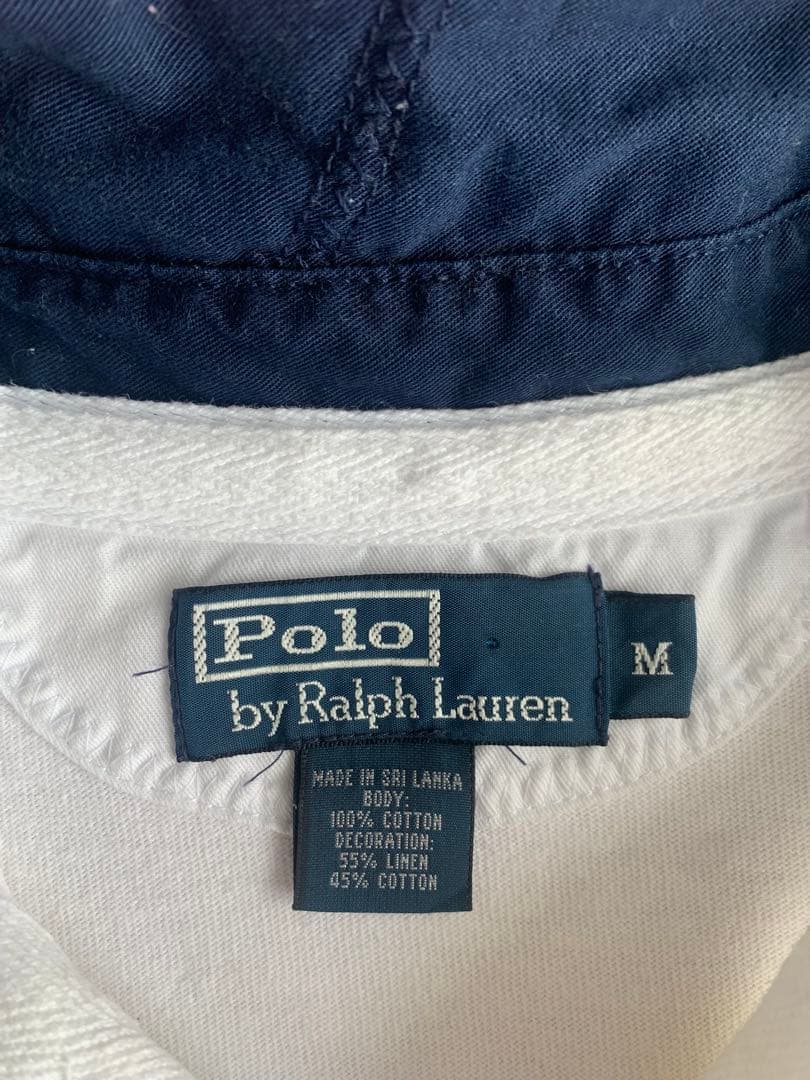 Polo
by Ralph Lauren
M
MADE IN SRI LANKA
BODY:
100% COTTON
DECORATION:
55% LINEN
45% COTTON